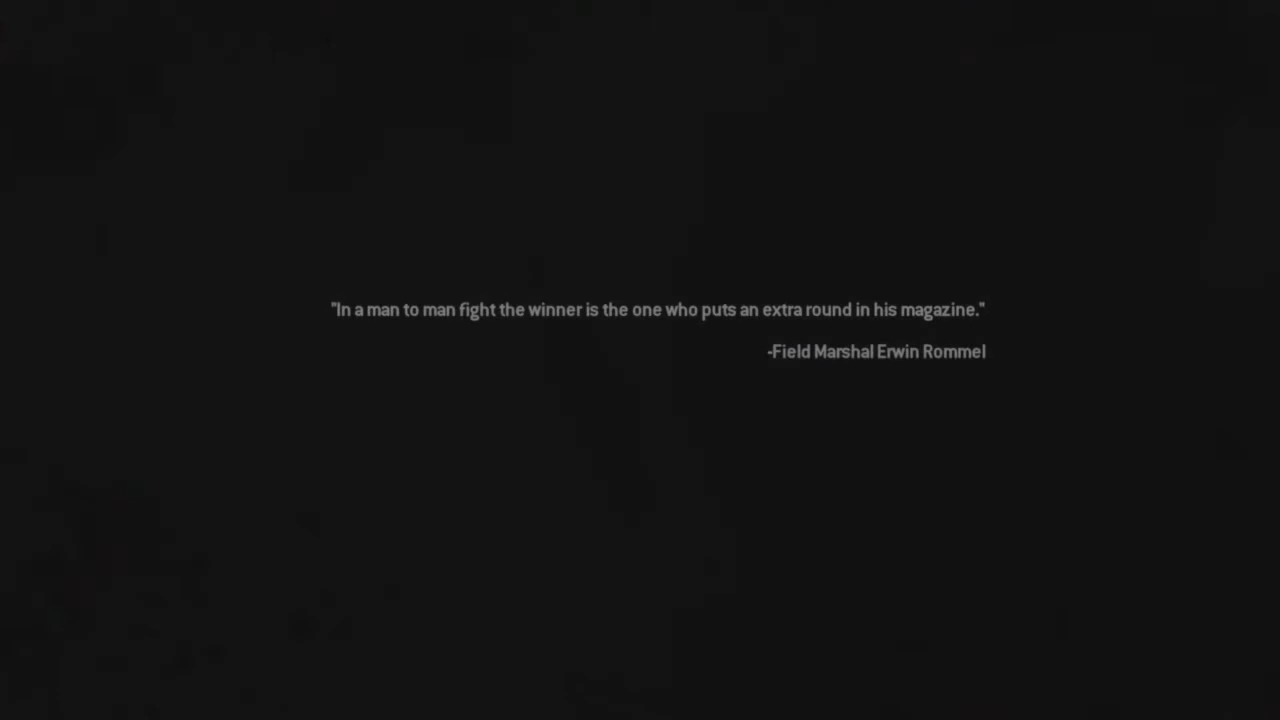 "In a man to man fight the winner is the one who puts an extra round in his magazine."
-Field Marshal Erwin Rommel